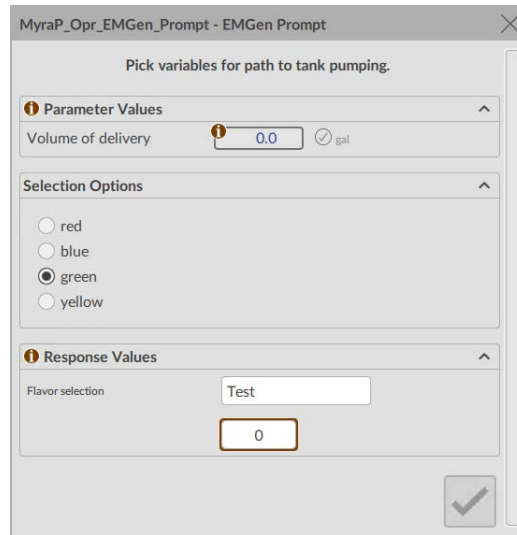 MyraP_Opr_EMGen_Prompt - EMGen Prompt
Pick variables for path to tank pumping.
Parameter Values
Volume of delivery 0.0 gal
Selection Options
red
blue
green
yellow
Response Values
Flavor selection Test
0